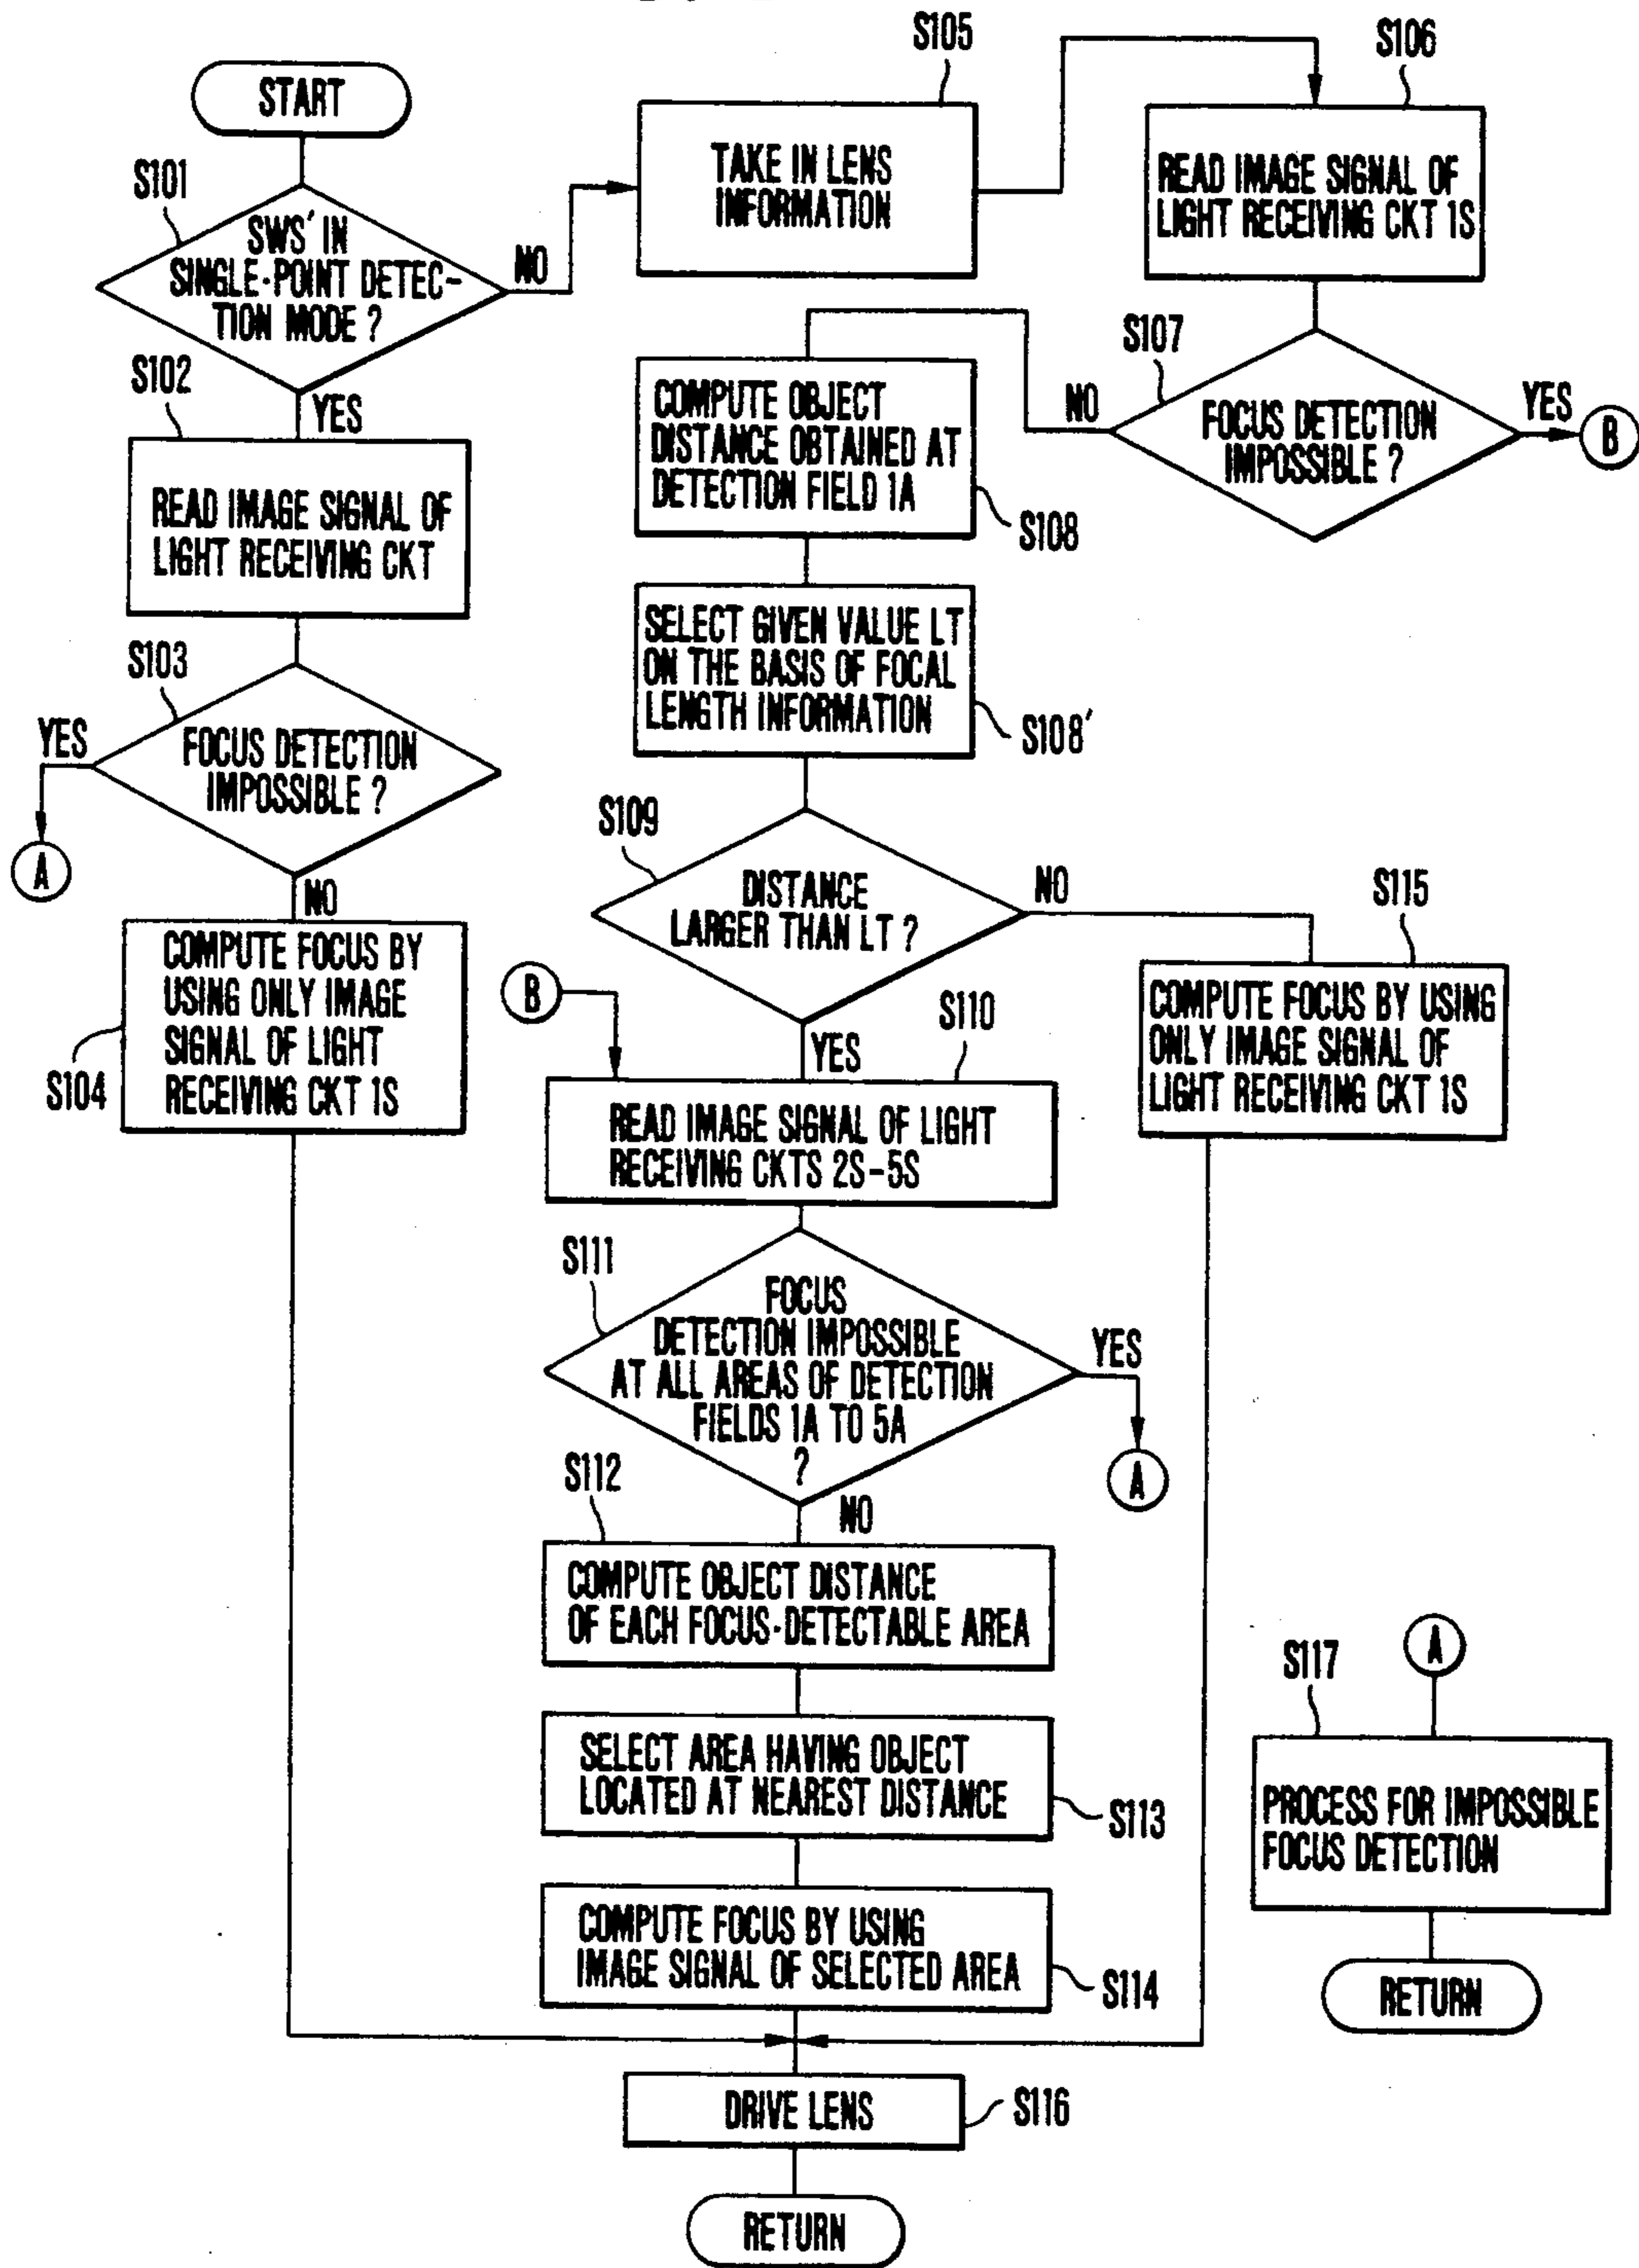 START
S101
SWS' IN
SINGLE-POINT DETEC-
TION MODE ?
NO
YES
S102
READ IMAGE SIGNAL OF
LIGHT RECEIVING CKT
S103
FOCUS DETECTION
IMPOSSIBLE ?
YES
A
NO
COMPUTE FOCUS BY
USING ONLY IMAGE
SIGNAL OF LIGHT
RECEIVING CKT 1S
S104
S105
TAKE IN LENS
INFORMATION
S106
READ IMAGE SIGNAL OF
LIGHT RECEIVING CKT 1S
S107
FOCUS DETECTION
IMPOSSIBLE ?
NO
YES
B
COMPUTE OBJECT
DISTANCE OBTAINED AT
DETECTION FIELD 1A
S108
SELECT GIVEN VALUE LT
ON THE BASIS OF FOCAL
LENGTH INFORMATION
S108'
S109
DISTANCE
LARGER THAN LT ?
NO
YES
S115
COMPUTE FOCUS BY USING
ONLY IMAGE SIGNAL OF
LIGHT RECEIVING CKT 1S
B
S110
READ IMAGE SIGNAL OF LIGHT
RECEIVING CKTS 2S-5S
S111
FOCUS
DETECTION IMPOSSIBLE
AT ALL AREAS OF DETECTION
FIELDS 1A TO 5A
?
YES
A
NO
S112
COMPUTE OBJECT DISTANCE
OF EACH FOCUS-DETECTABLE AREA
SELECT AREA HAVING OBJECT
LOCATED AT NEAREST DISTANCE
S113
COMPUTE FOCUS BY USING
IMAGE SIGNAL OF SELECTED AREA
S114
DRIVE LENS
S116
RETURN
A
S117
PROCESS FOR IMPOSSIBLE
FOCUS DETECTION
RETURN